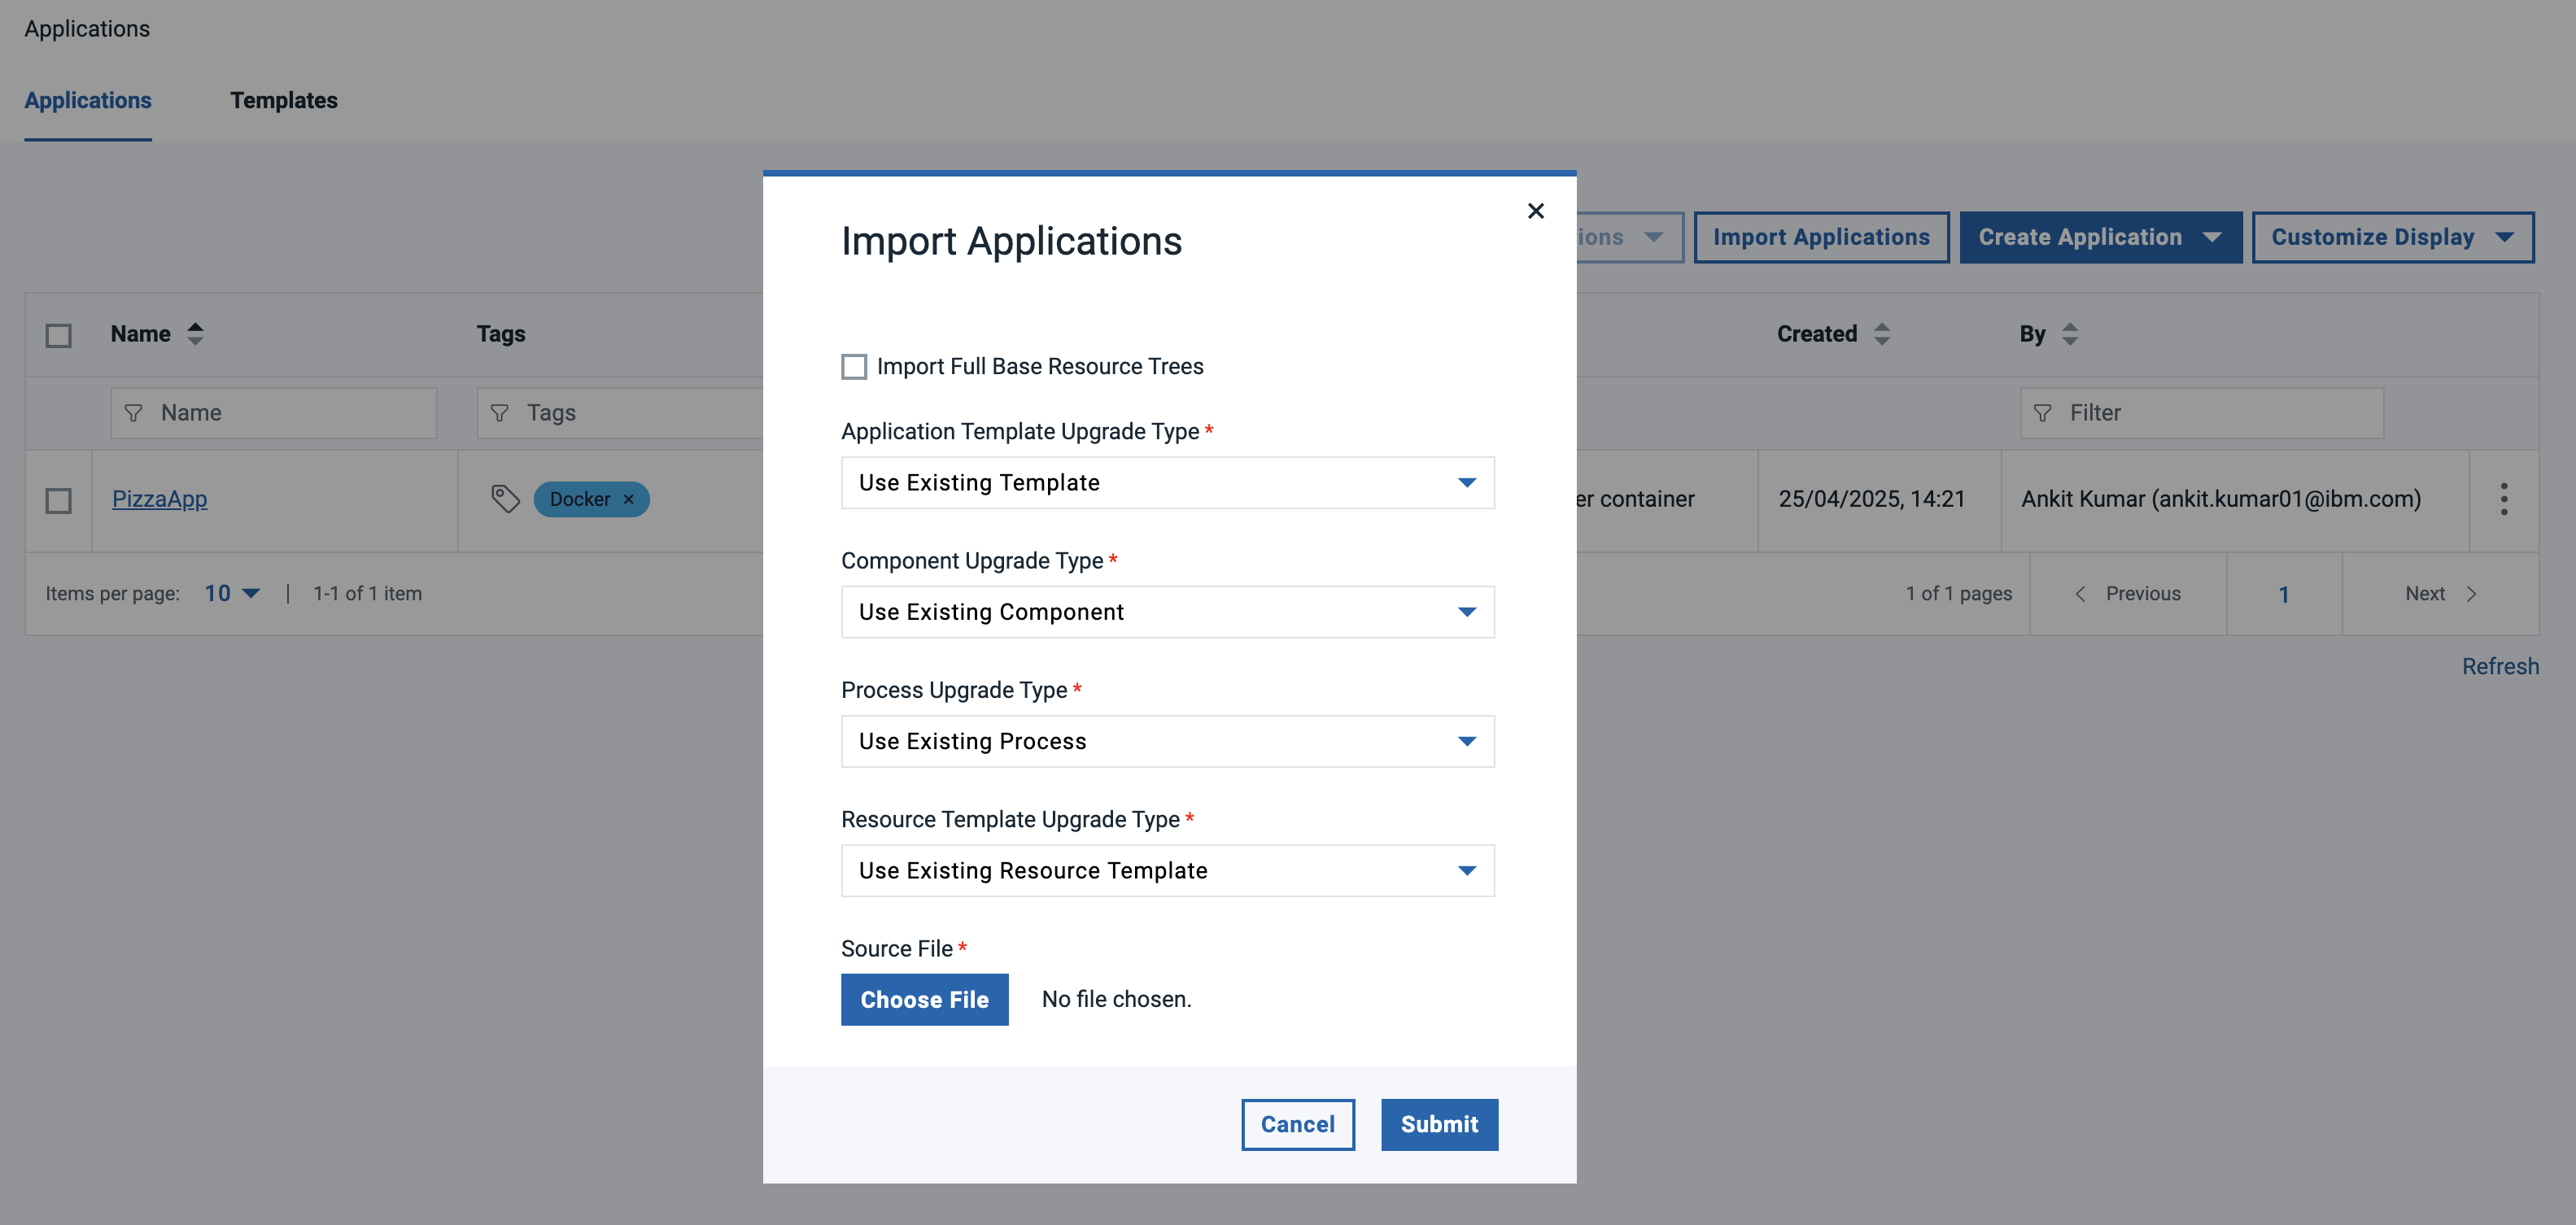 Applications
Applications Templates
Import Applications
ions Import Applications Create Application Customize Display
Name Tags Created By
Name Tags Filter
PizzaApp Docker × er container 25/04/2025, 14:21 Ankit Kumar (ankit.kumar01@ibm.com)
Items per page: 10 | 1-1 of 1 item 1 of 1 pages Previous 1 Next
Refresh
Import Full Base Resource Trees
Application Template Upgrade Type *
Use Existing Template
Component Upgrade Type *
Use Existing Component
Process Upgrade Type *
Use Existing Process
Resource Template Upgrade Type *
Use Existing Resource Template
Source File *
Choose File No file chosen.
Cancel Submit